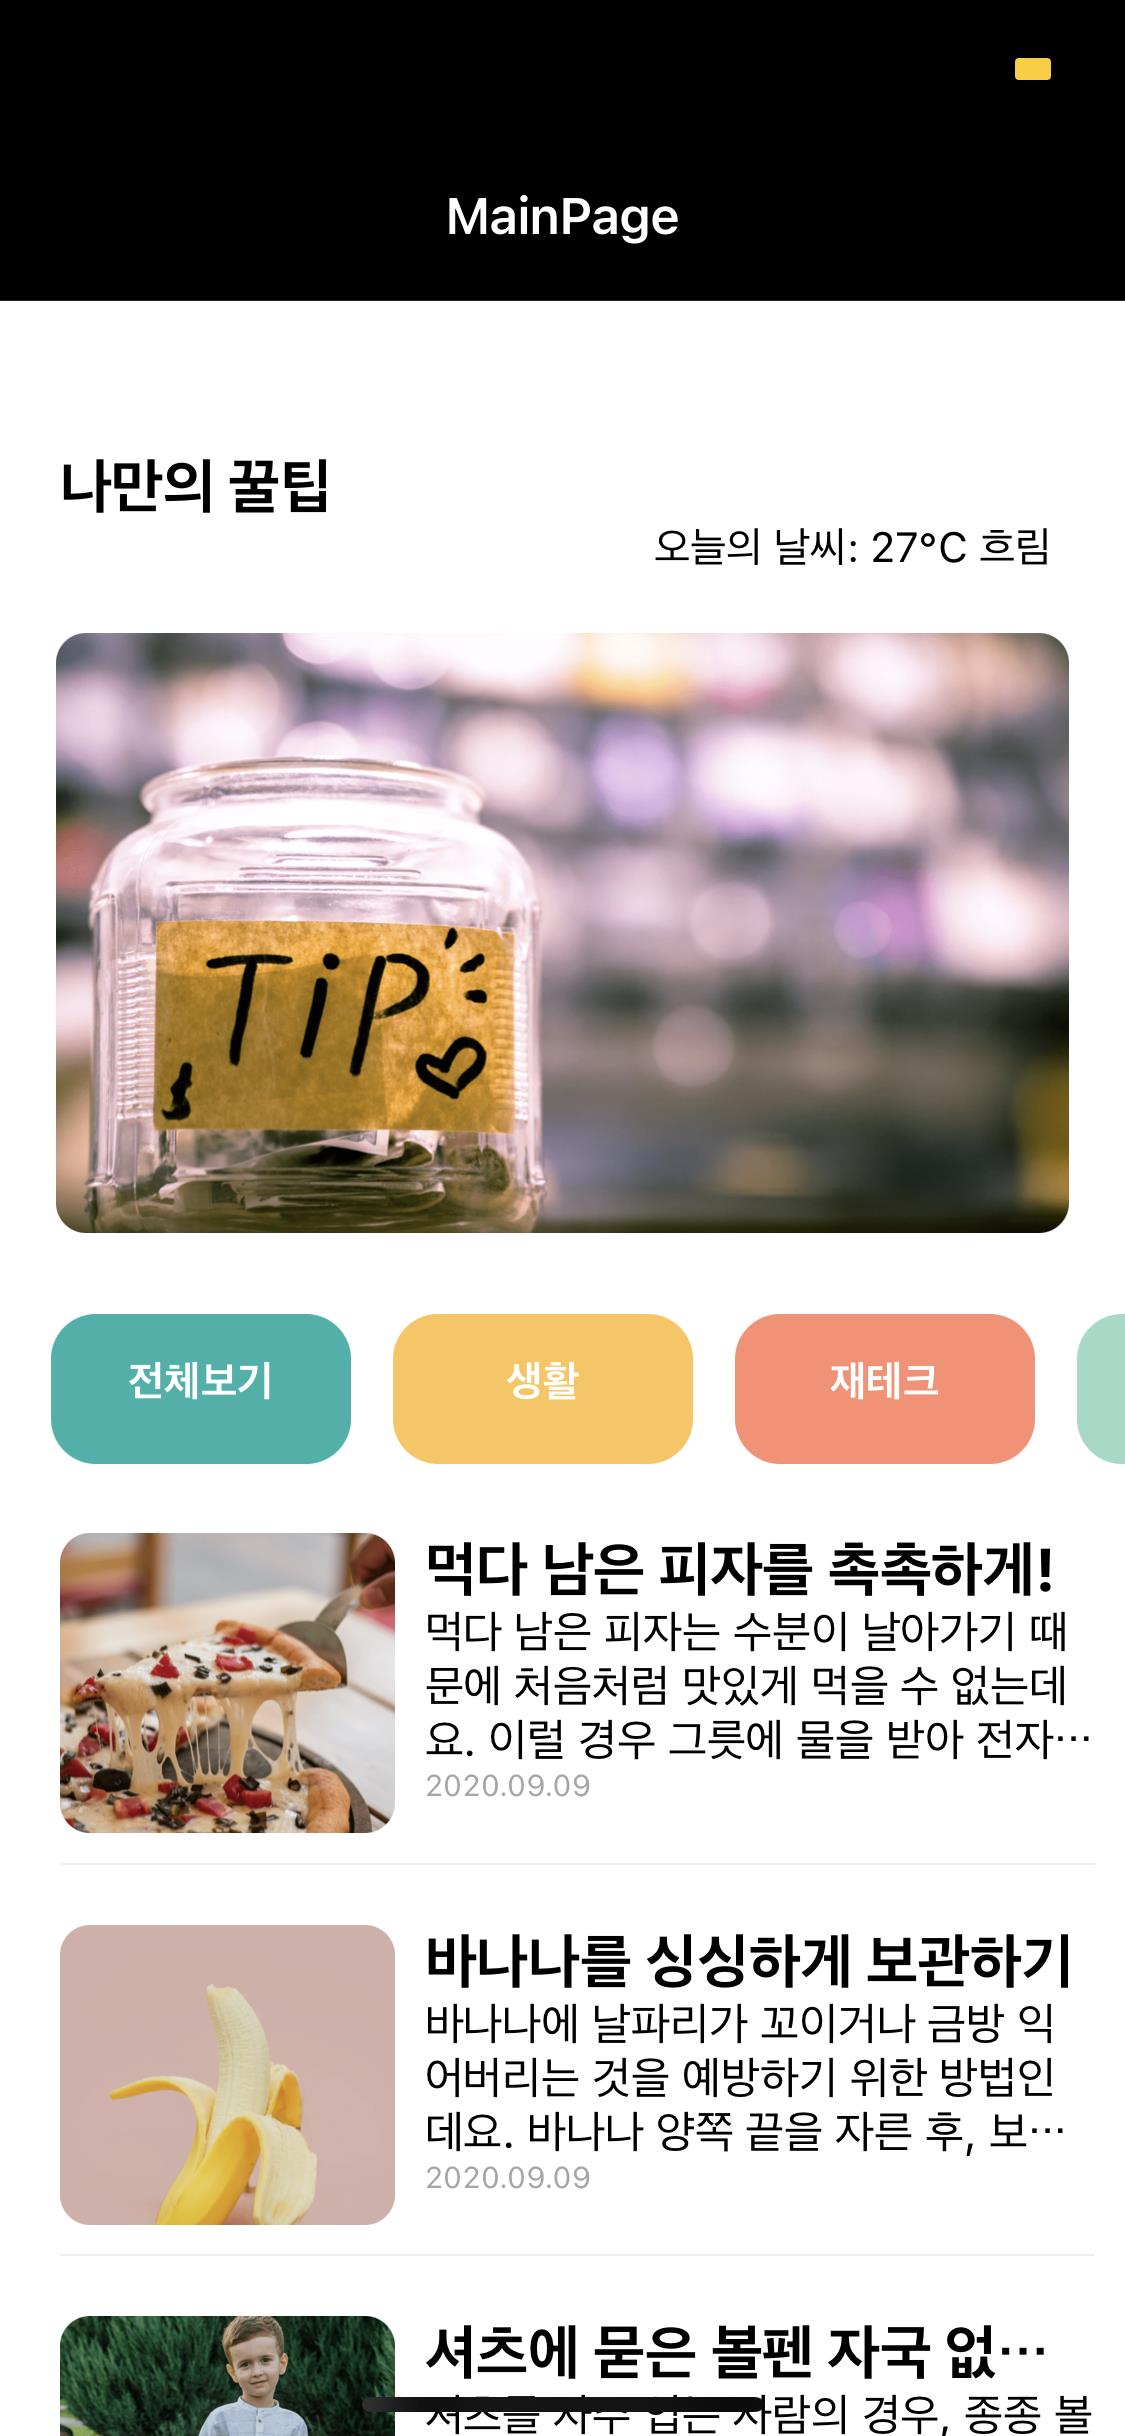 MainPage
나만의 꿀팁
오늘의 날씨: 27°C 흐림
TiP
전체보기
생활
재테크
먹다 남은 피자를 촉촉하게!
먹다 남은 피자는 수분이 날아가기 때
문에 처음처럼 맛있게 먹을 수 없는데
요. 이럴 경우 그릇에 물을 받아 전자…
2020.09.09
바나나를 싱싱하게 보관하기
바나나에 날파리가 꼬이거나 금방 익
어버리는 것을 예방하기 위한 방법인
데요. 바나나 양쪽 끝을 자른 후, 보…
2020.09.09
셔츠에 묻은 볼펜 자국 없…
셔츠를 자주 입는 사람의 경우, 종종 볼